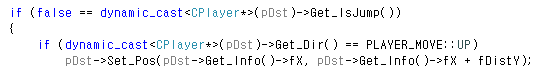 if (false == dynamic_cast<CPlayer*>(pDst)->Get_IsJump())
{
if (dynamic_cast<CPlayer*>(pDst)->Get_Dir() == PLAYER_MOVE::UP)
pDst->Set_Pos(pDst->Get_Info()->fX, pDst->Get_Info()->fX + fDistY);